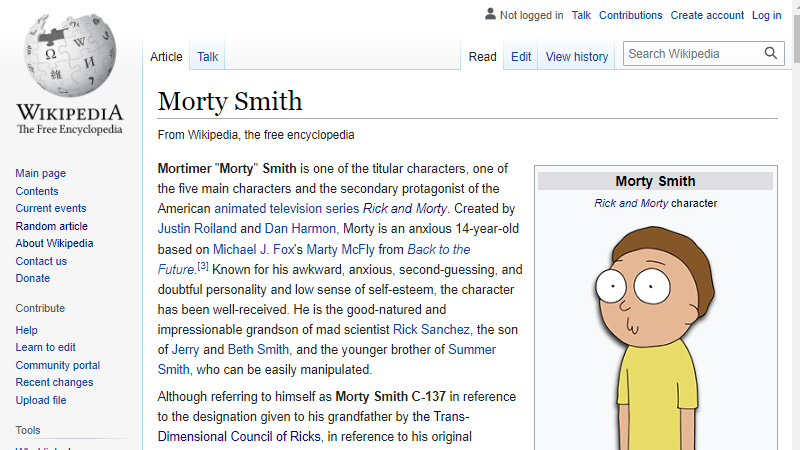 Not logged in Talk Contributions Create account Log in
Article Talk Read Edit View history Search Wikipedia
WIKIPEDIA
The Free Encyclopedia
Main page
Contents
Current events
Random article
About Wikipedia
Contact us
Donate
Contribute
Help
Learn to edit
Community portal
Recent changes
Upload file
Tools
Morty Smith
From Wikipedia, the free encyclopedia
Mortimer "Morty" Smith is one of the titular characters, one of
the five main characters and the secondary protagonist of the
American animated television series Rick and Morty. Created by
Justin Roiland and Dan Harmon, Morty is an anxious 14-year-old
based on Michael J. Fox's Marty McFly from Back to the
Future.[3] Known for his awkward, anxious, second-guessing, and
doubtful personality and low sense of self-esteem, the character
has been well-received. He is the good-natured and
impressionable grandson of mad scientist Rick Sanchez, the son
of Jerry and Beth Smith, and the younger brother of Summer
Smith, who can be easily manipulated.
Although referring to himself as Morty Smith C-137 in reference
to the designation given to his grandfather by the Trans-
Dimensional Council of Ricks, in reference to his original
Morty Smith
Rick and Morty character